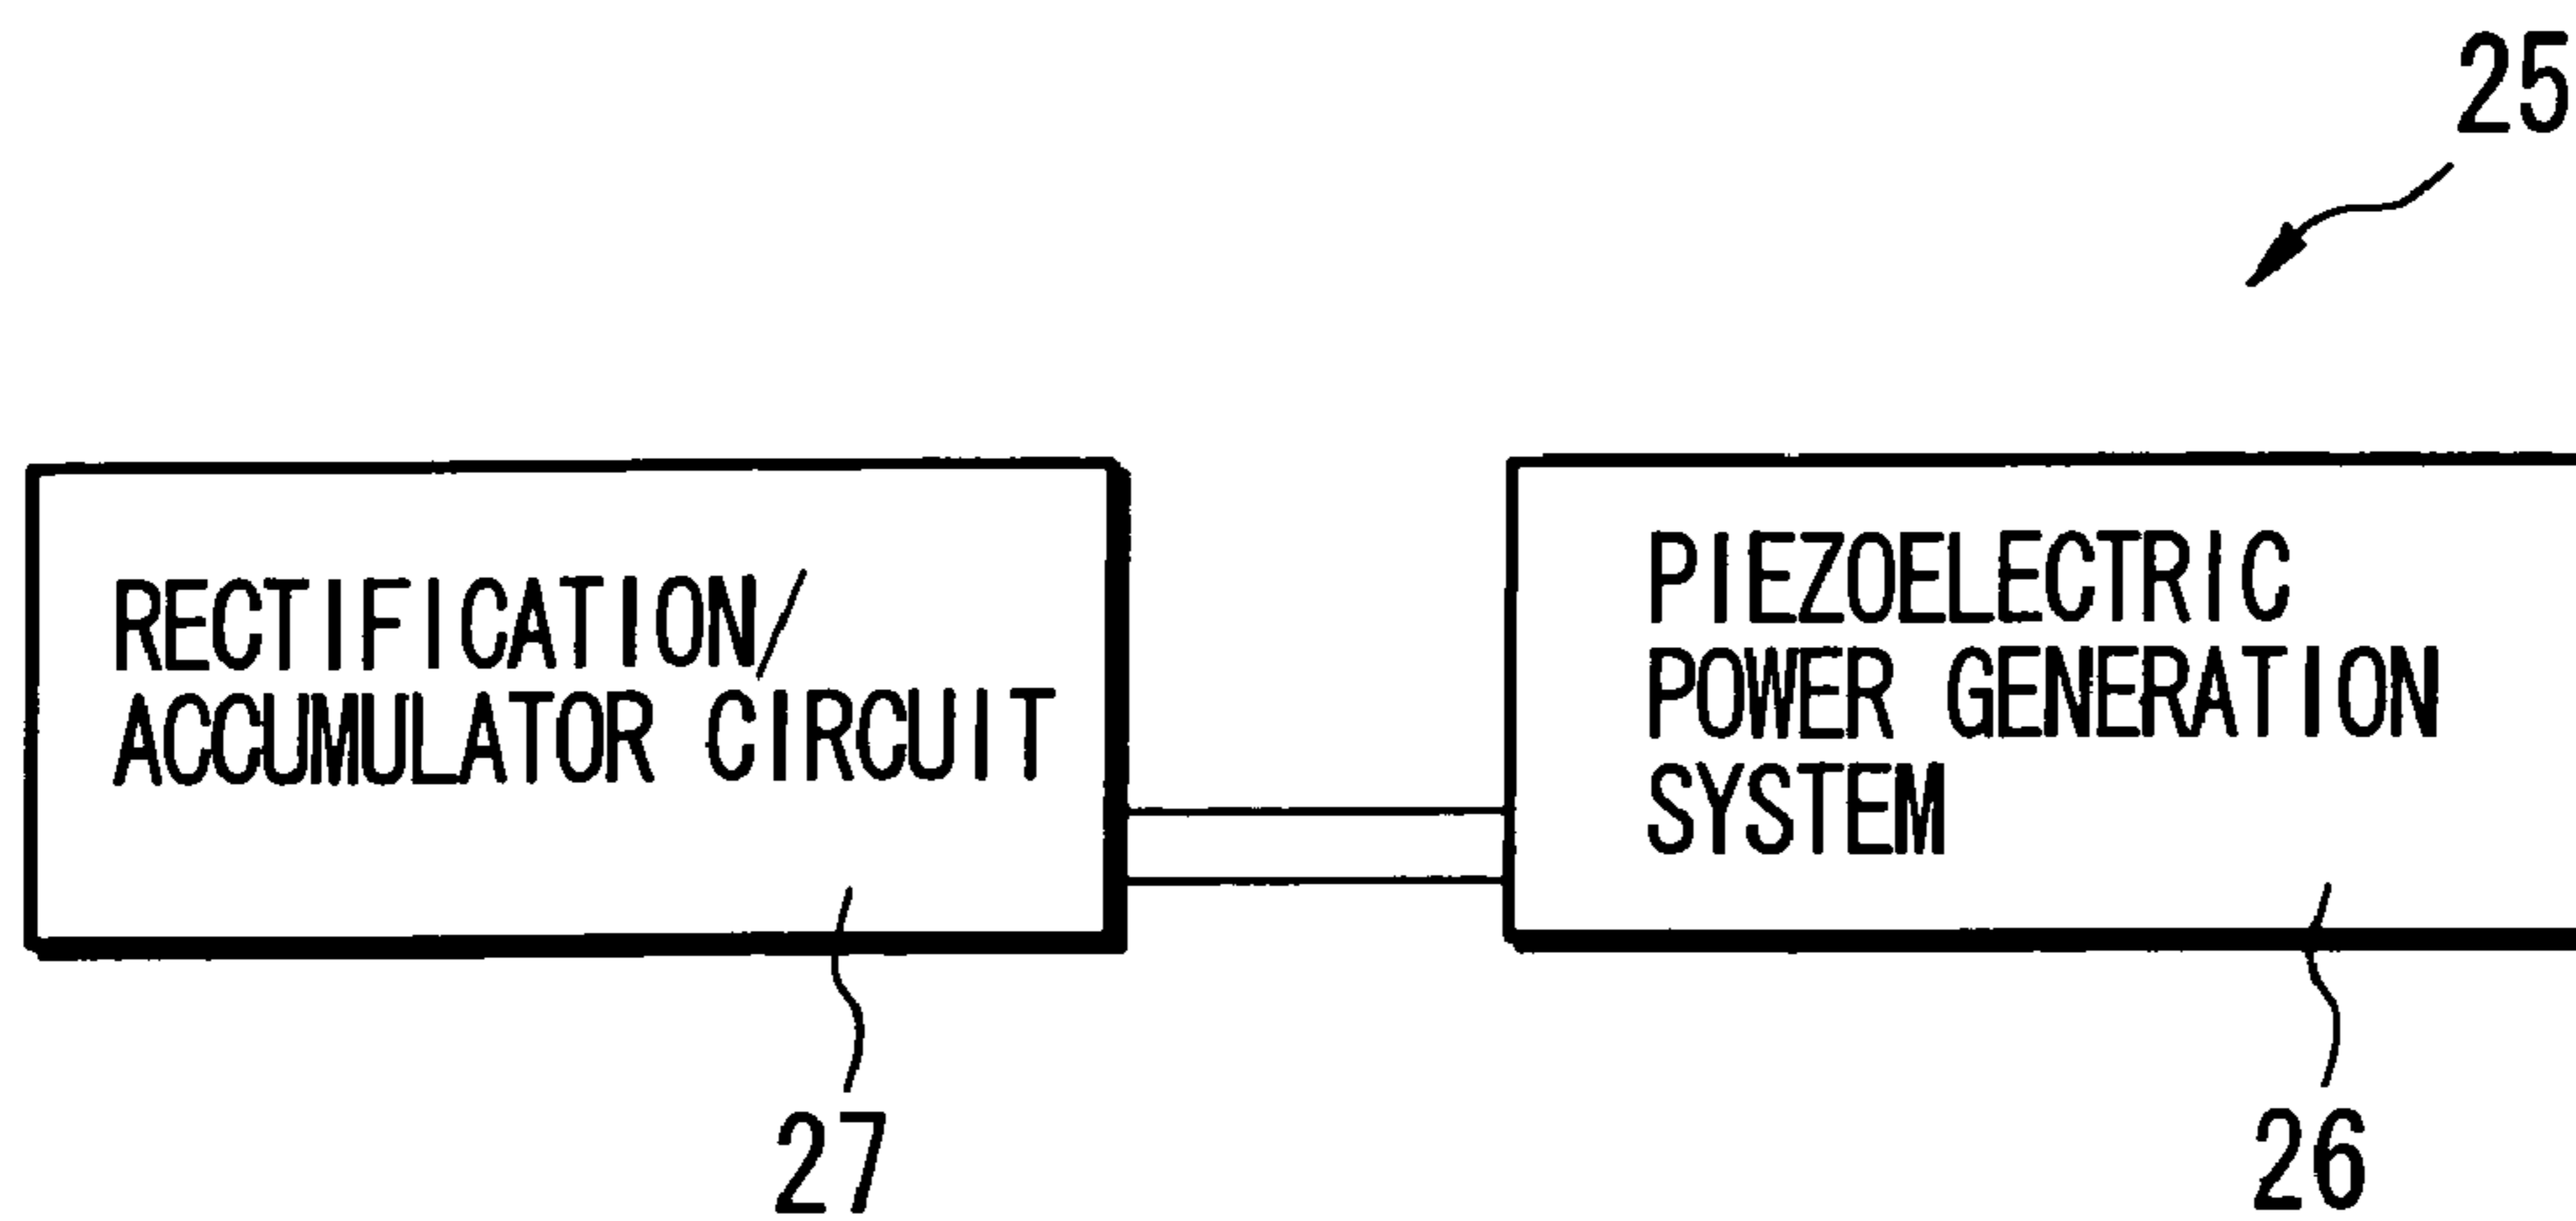 25
RECTIFICATION/
ACCUMULATOR CIRCUIT
PIEZOELECTRIC
POWER GENERATION
SYSTEM
27
26